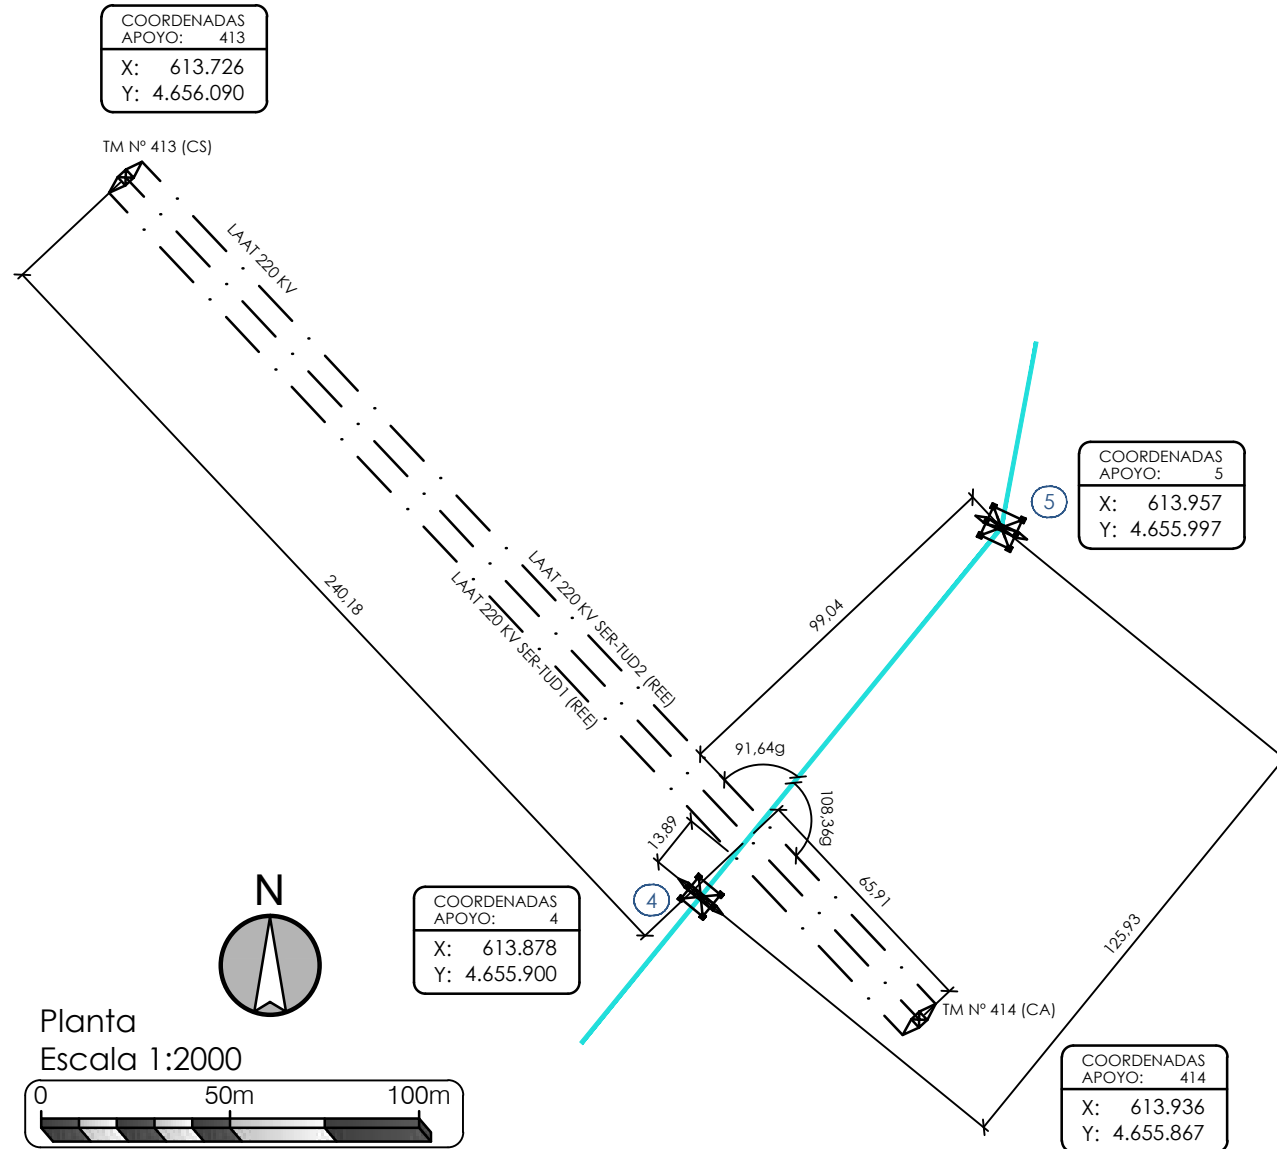 COORDENADAS
APOYO: 413
X: 613.726
Y: 4.656.090
TM Nº 413 (CS)
LAAT 220 KV
COORDENADAS
APOYO: 5
X: 613.957
Y: 4.655.997
5
99,04
240,18
LAAT 220 KV SER-TUD2 (REE)
LAAT 220 KV SER-TUD1 (REE)
91,64g
108,36g
13,89
65,91
125,93
4
COORDENADAS
APOYO: 4
X: 613.878
Y: 4.655.900
N
TM Nº 414 (CA)
Planta
Escala 1:2000
0 50m 100m
COORDENADAS
APOYO: 414
X: 613.936
Y: 4.655.867